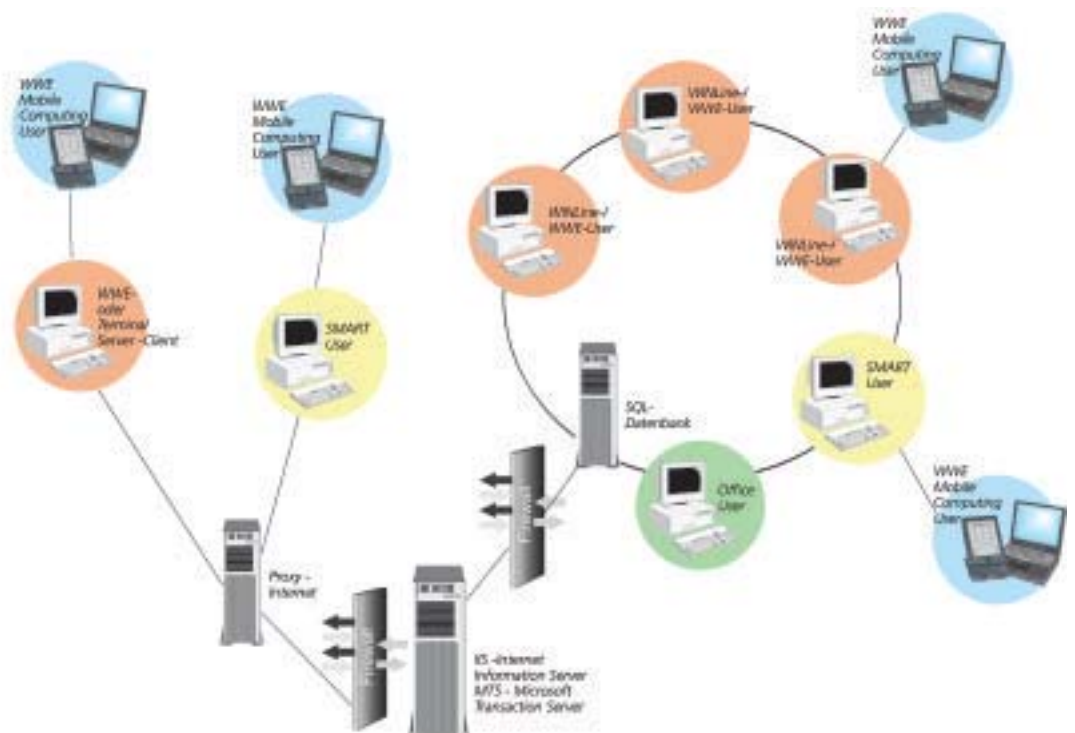 WWE
Mobile
Computing
User
WWE
Mobile
Computing
User
WWE-
oder
Terminal
Server -Client
SMART
User
Proxy -
Internet
Firewall
IIS -Internet
Information Server
MTS - Microsoft
Transaction Server
Firewall
SQL-
Datenbank
WINLine-/
WWE-User
WINLine-/
WWE-User
WINLine-/
WWE-User
WWE
Mobile
Computing
User
SMART
User
Office
User
WWE
Mobile
Computing
User